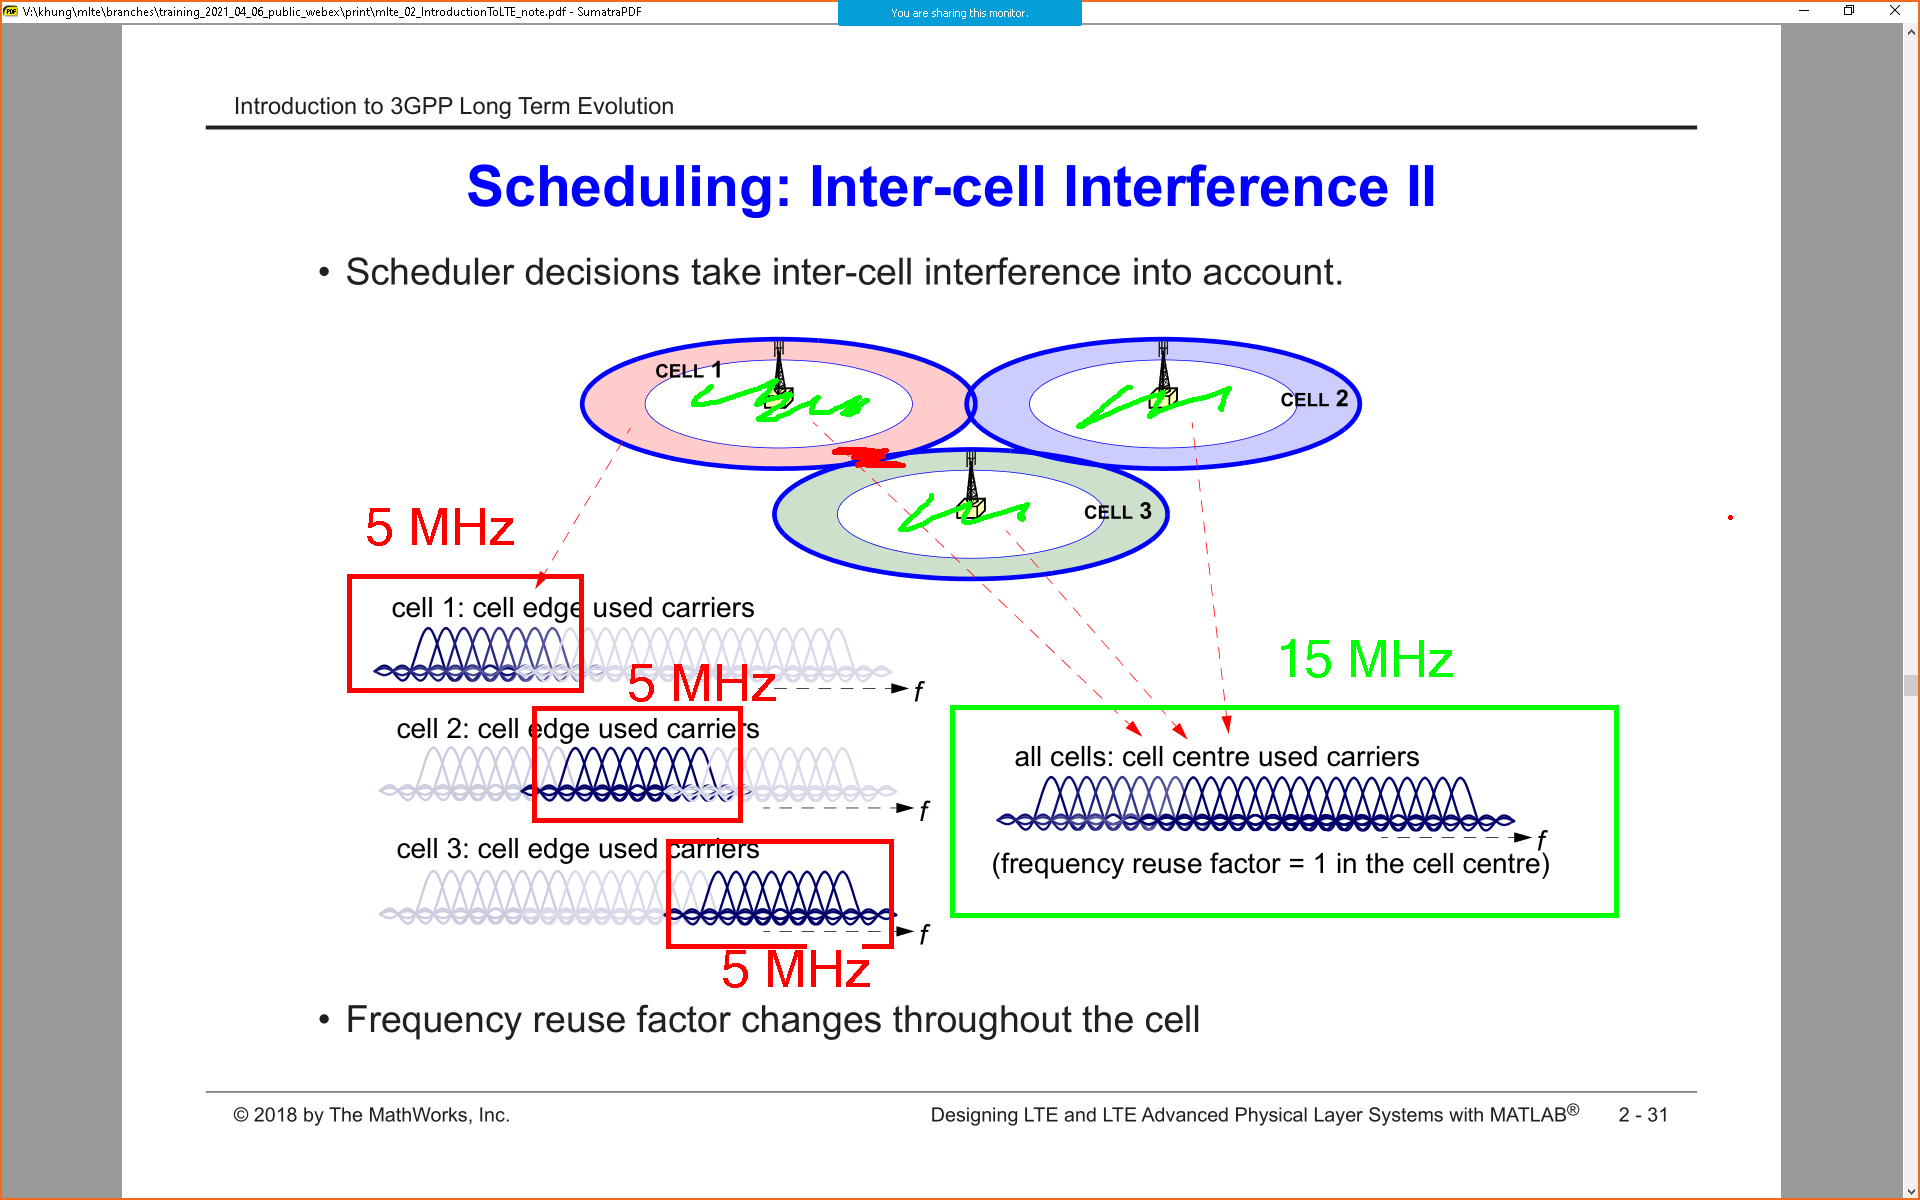 V:\khung\mlte\branches\training_2021_04_06_public_webex\print\mlte_02_IntroductionToLTE_note.pdf - SumatraPDF
You are sharing this monitor.
Introduction to 3GPP Long Term Evolution
Scheduling: Inter-cell Interference II
• Scheduler decisions take inter-cell interference into account.
CELL 1
CELL 2
CELL 3
5 MHz
cell 1: cell edge used carriers
f
5 MHz
cell 2: cell edge used carriers
f
cell 3: cell edge used carriers
f
5 MHz
15 MHz
all cells: cell centre used carriers
f
(frequency reuse factor = 1 in the cell centre)
• Frequency reuse factor changes throughout the cell
© 2018 by The MathWorks, Inc.
Designing LTE and LTE Advanced Physical Layer Systems with MATLAB® 2 - 31